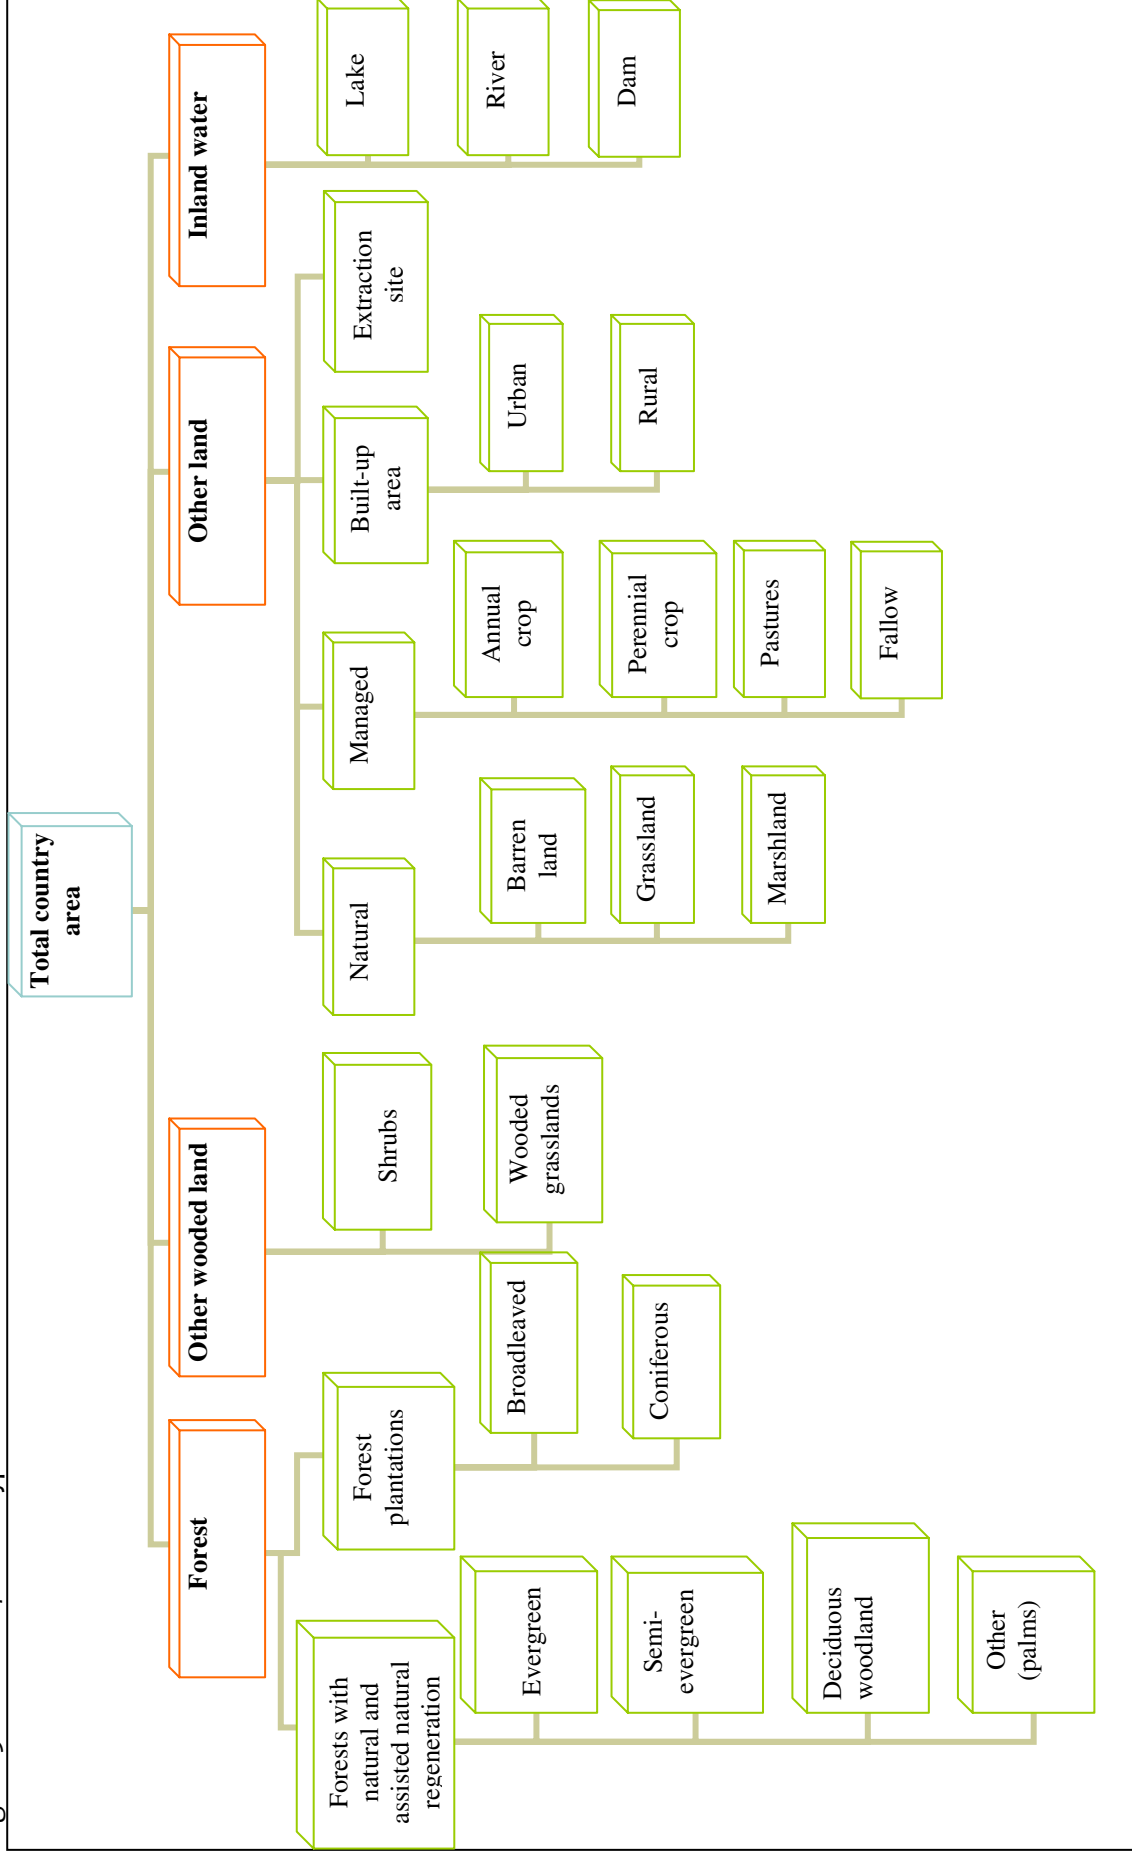 Total country
area
Forest
Other wooded land
Other land
Inland water
Forests with
natural and
assisted natural
regeneration
Evergreen
Semi-
evergreen
Deciduous
woodland
Other
(palms)
Forest
plantations
Broadleaved
Coniferous
Shrubs
Wooded
grasslands
Natural
Barren
land
Grassland
Marshland
Managed
Annual
crop
Perennial
crop
Pastures
Fallow
Built-up
area
Urban
Rural
Extraction
site
Lake
River
Dam